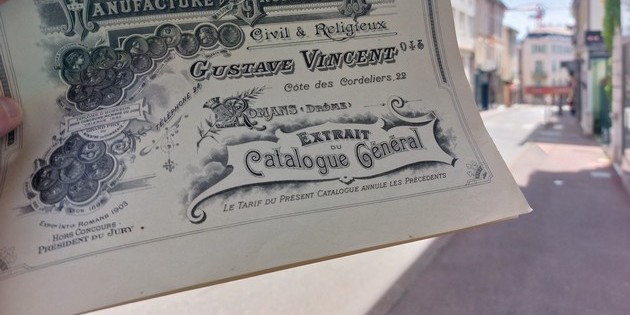 MANUFACTURE
Civil & Religieux
GUSTAVE VINCENT
Côte des Cordeliers, 22
TÉLÉPHONE
ROMANS (DRÔME)
EXTRAIT
DU
Catalogue Général
LE TARIF DU PRÉSENT CATALOGUE ANNULE LES PRÉCÉDENTS
ROMANS 1903
HORS CONCOURS
PRÉSIDENT DU JURY